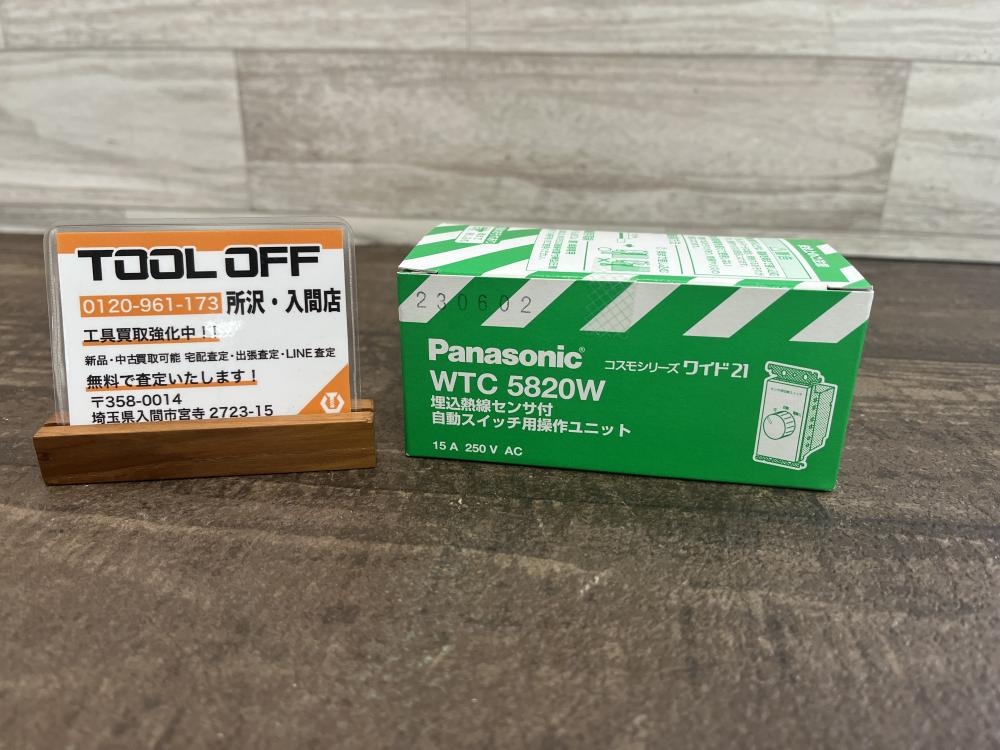 TOOL OFF
0120-961-173 所沢・入間店
工具買取強化中！！
新品・中古買取可能 宅配査定・出張査定・LINE査定
無料で査定いたします！
〒358-0014
埼玉県入間市宮寺 2723-15
230602
Panasonic®
コスモシリーズ ワイド21
WTC 5820W
埋込熱線センサ付
自動スイッチ用操作ユニット
15 A 250 V AC